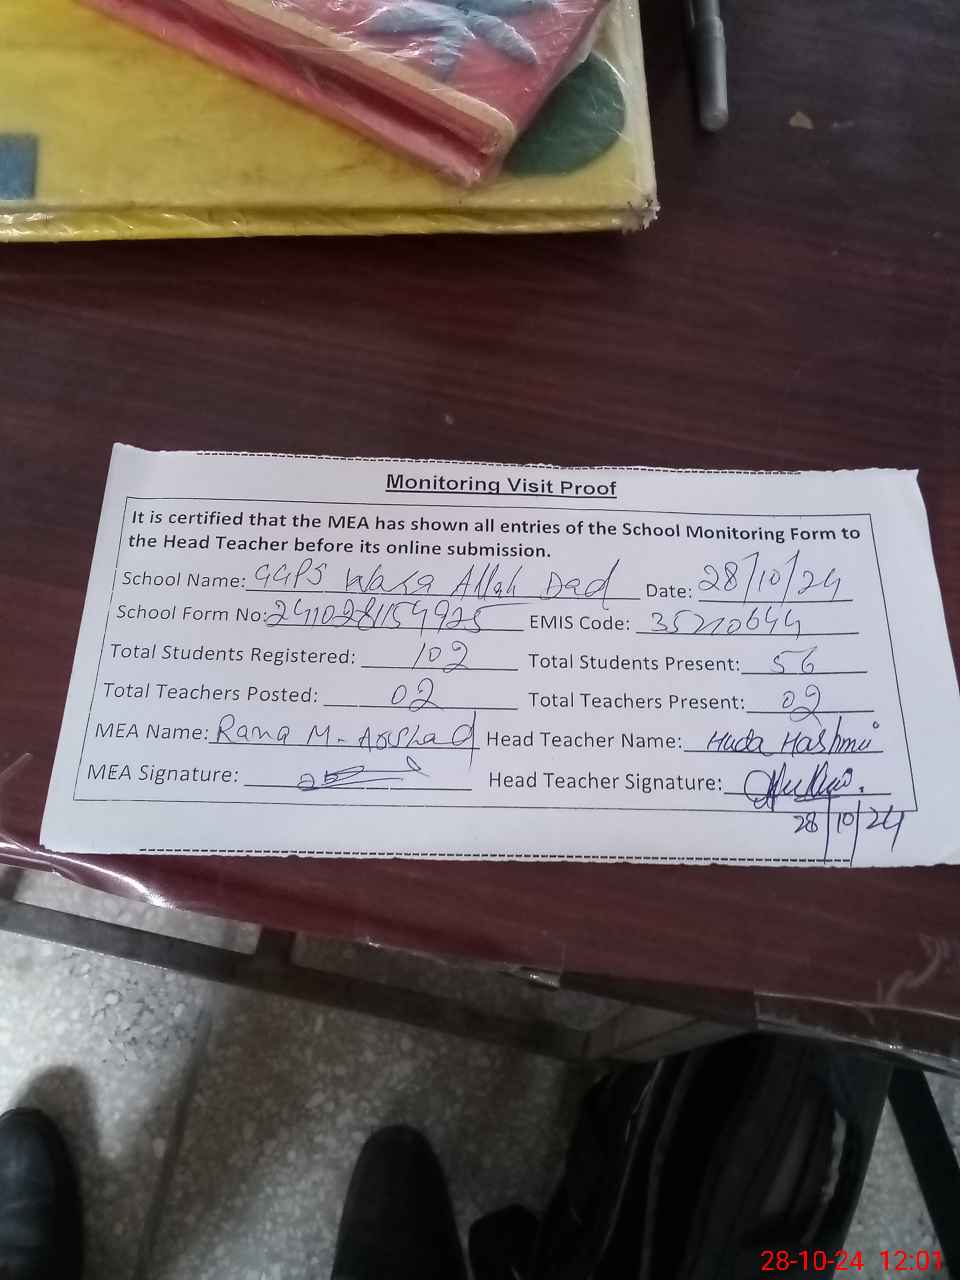 Monitoring Visit Proof
It is certified that the MEA has shown all entries of the School Monitoring Form to
the Head Teacher before its online submission.
School Name: GGPS Wara Allah Dad Date: 28/10/24
School Form No: 2410281154925 EMIS Code: 35210644
Total Students Registered: 102 Total Students Present: 56
Total Teachers Posted: 02 Total Teachers Present: 02
MEA Name: Rana M. Arshad Head Teacher Name: Huda Hashmi
MEA Signature: Head Teacher Signature:
28/10/24
28-10-24 12:01